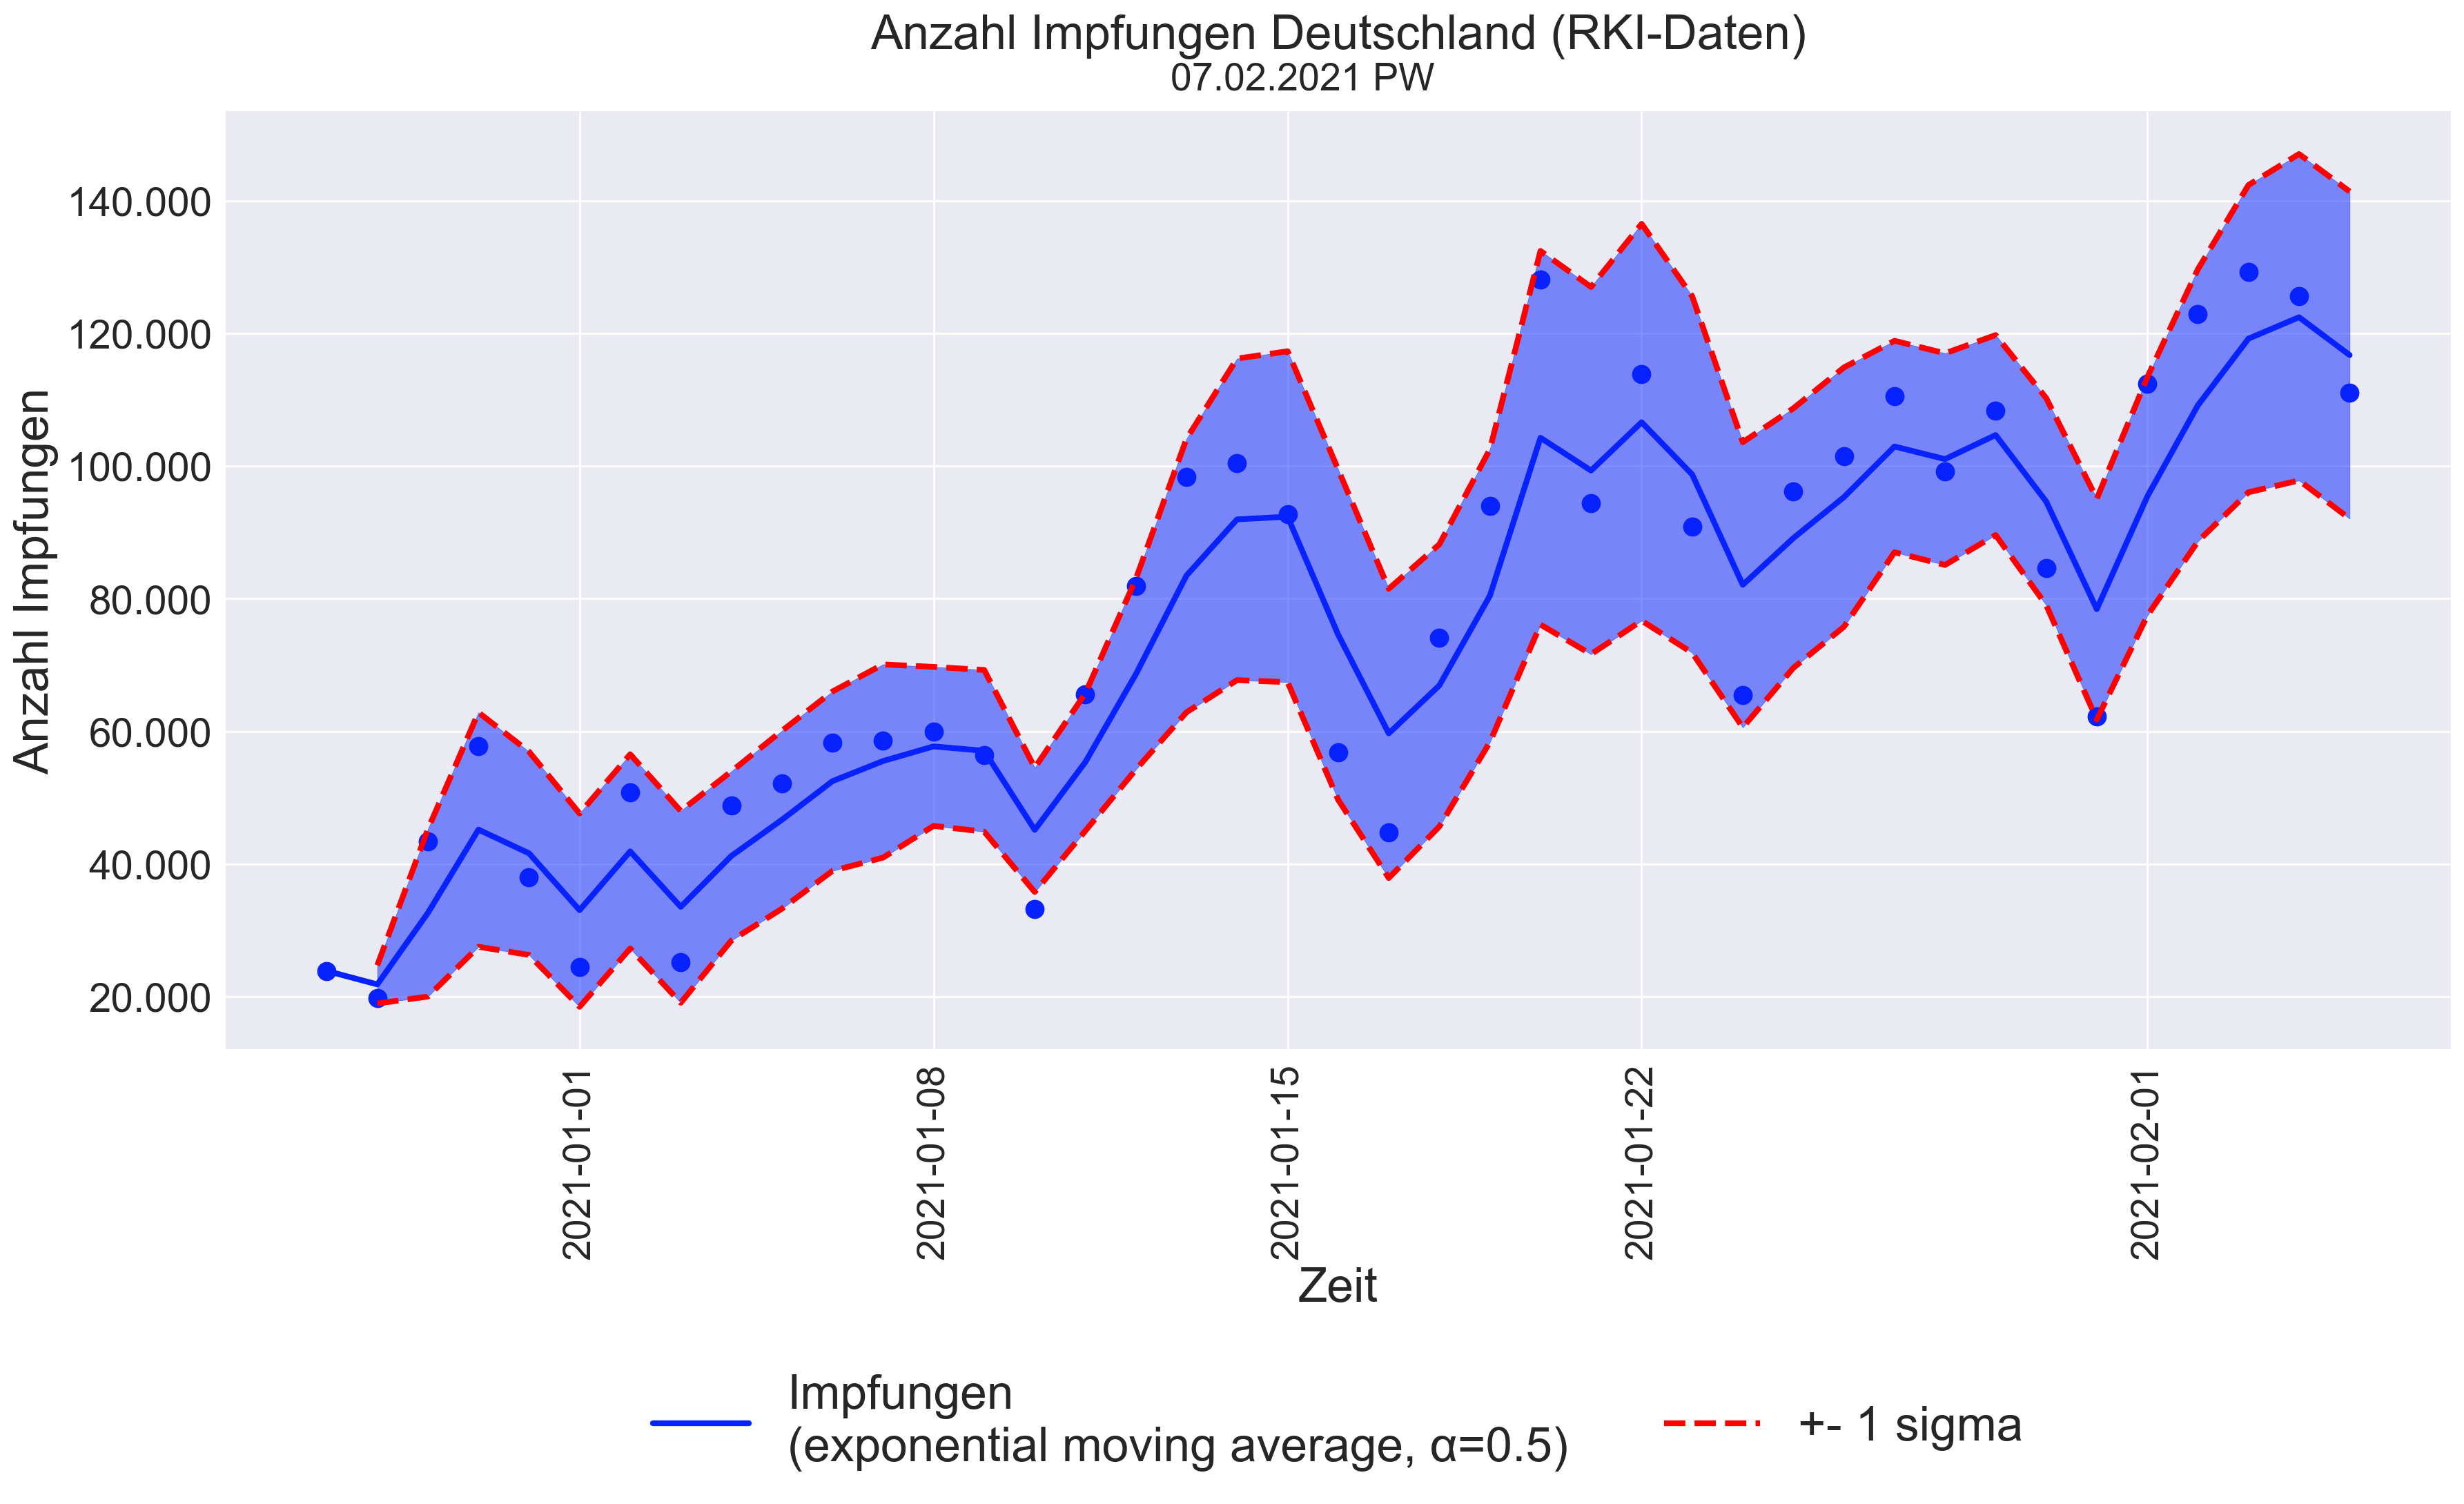 Anzahl Impfungen Deutschland (RKI-Daten)
07.02.2021 PW
Anzahl Impfungen
140.000
120.000
100.000
80.000
60.000
40.000
20.000
2021-01-01
2021-01-08
2021-01-15
2021-01-22
2021-02-01
Zeit
Impfungen
(exponential moving average, α=0.5)
+- 1 sigma